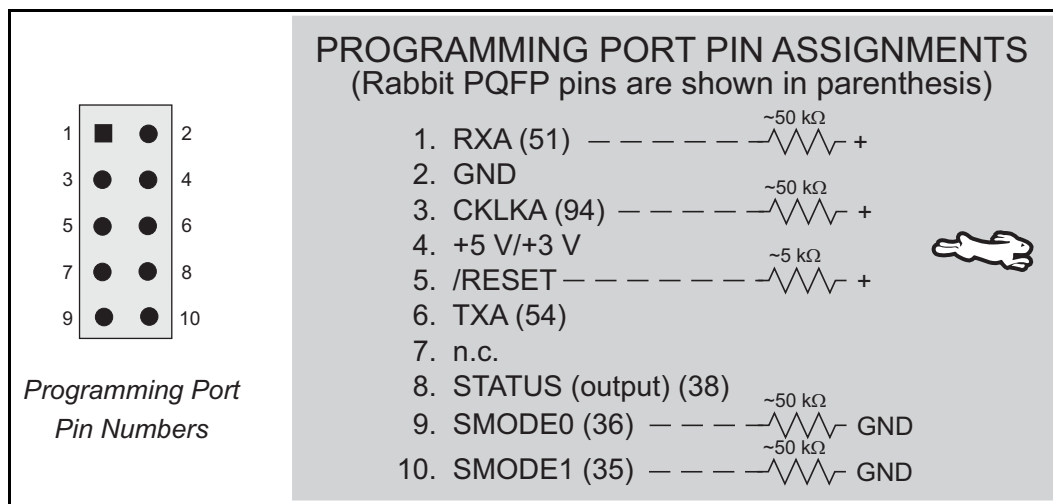 PROGRAMMING PORT PIN ASSIGNMENTS
(Rabbit PQFP pins are shown in parenthesis)
1 2
3 4
5 6
7 8
9 10
Programming Port
Pin Numbers
1. RXA (51) ~50 kΩ +
2. GND
3. CKLKA (94) ~50 kΩ +
4. +5 V/+3 V
5. /RESET ~5 kΩ +
6. TXA (54)
7. n.c.
8. STATUS (output) (38)
9. SMODE0 (36) ~50 kΩ GND
10. SMODE1 (35) ~50 kΩ GND